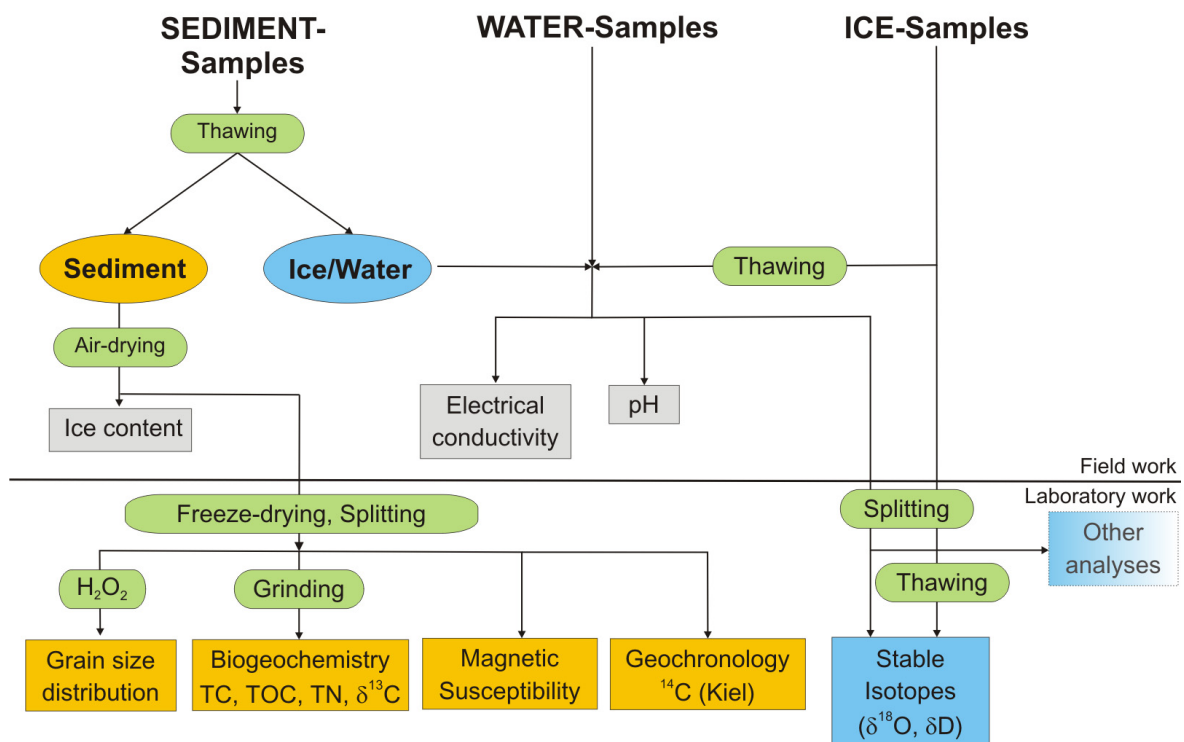 SEDIMENT-
Samples
WATER-Samples
ICE-Samples
Thawing
Sediment
Ice/Water
Thawing
Air-drying
Ice content
Electrical
conductivity
pH
Field work
Laboratory work
Freeze-drying, Splitting
Splitting
Other
analyses
H₂O₂
Grinding
Thawing
Grain size
distribution
Biogeochemistry
TC, TOC, TN, δ¹³C
Magnetic
Susceptibility
Geochronology
¹⁴C (Kiel)
Stable
Isotopes
(δ¹⁸O, δD)